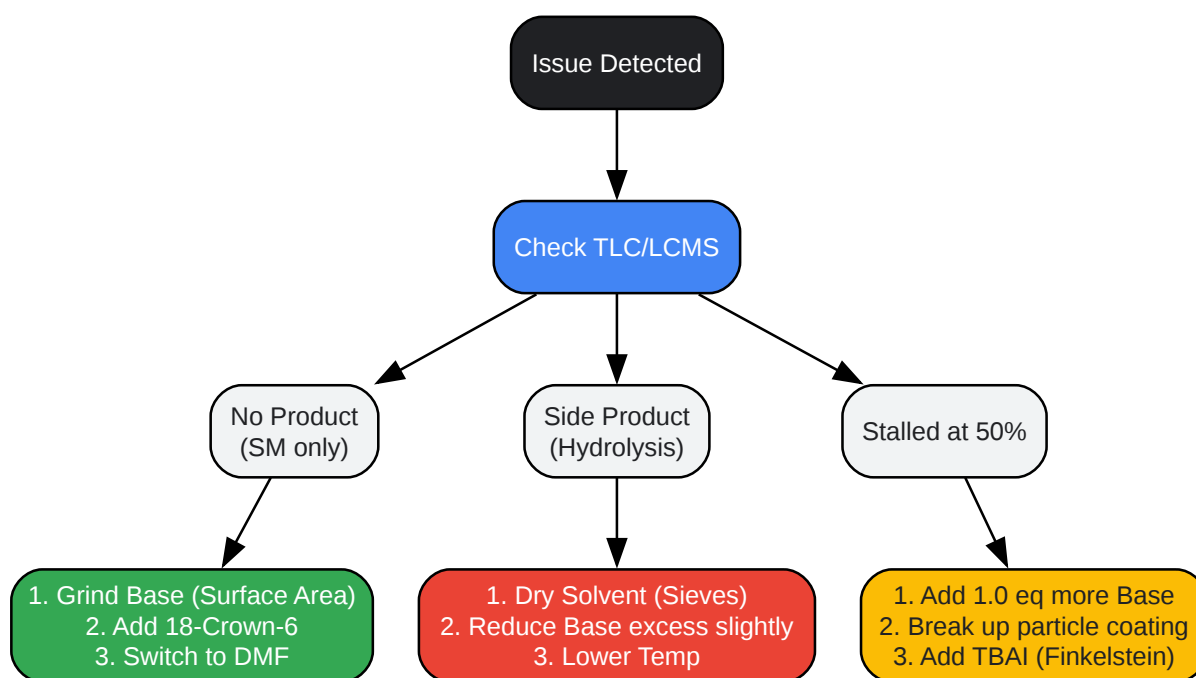 Issue Detected
Check TLC/LCMS
No Product
(SM only)
Side Product
(Hydrolysis)
Stalled at 50%
1. Grind Base (Surface Area)
2. Add 18-Crown-6
3. Switch to DMF
1. Dry Solvent (Sieves)
2. Reduce Base excess slightly
3. Lower Temp
1. Add 1.0 eq more Base
2. Break up particle coating
3. Add TBAI (Finkelstein)